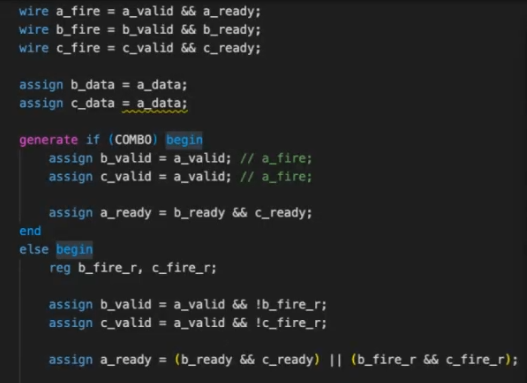 wire a_fire = a_valid && a_ready;
wire b_fire = b_valid && b_ready;
wire c_fire = c_valid && c_ready;
assign b_data = a_data;
assign c_data = a_data;
generate if (COMBO) begin
assign b_valid = a_valid; // a_fire;
assign c_valid = a_valid; // a_fire;
assign a_ready = b_ready && c_ready;
end
else begin
reg b_fire_r, c_fire_r;
assign b_valid = a_valid && !b_fire_r;
assign c_valid = a_valid && !c_fire_r;
assign a_ready = (b_ready && c_ready) || (b_fire_r && c_fire_r);